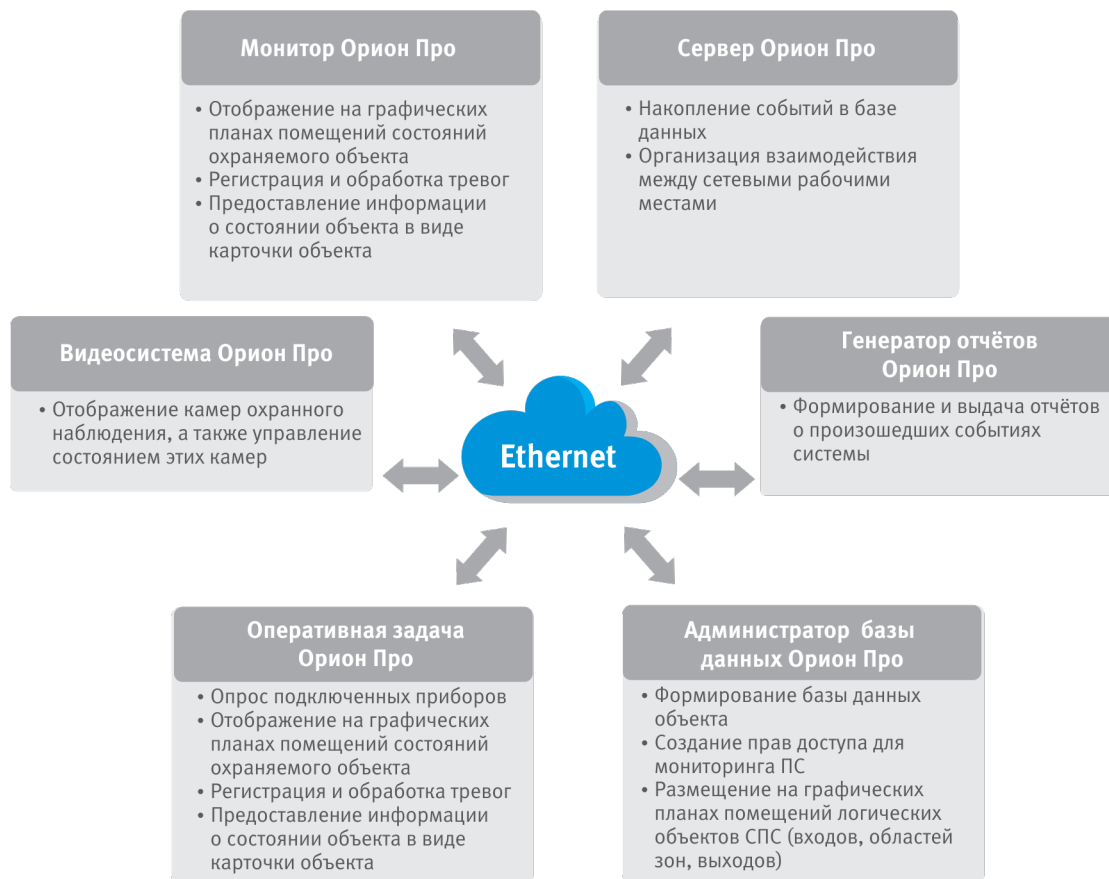 Монитор Орион Про
• Отображение на графических
планах помещений состояний
охраняемого объекта
• Регистрация и обработка тревог
• Предоставление информации
о состоянии объекта в виде
карточки объекта
Сервер Орион Про
• Накопление событий в базе
данных
• Организация взаимодействия
между сетевыми рабочими
местами
Видеосистема Орион Про
• Отображение камер охранного
наблюдения, а также управление
состоянием этих камер
Ethernet
Генератор отчётов
Орион Про
• Формирование и выдача отчётов
о произошедших событиях
системы
Оперативная задача
Орион Про
• Опрос подключенных приборов
• Отображение на графических
планах помещений состояний
охраняемого объекта
• Регистрация и обработка тревог
• Предоставление информации
о состоянии объекта в виде
карточки объекта
Администратор базы
данных Орион Про
• Формирование базы данных
объекта
• Создание прав доступа для
мониторинга ПС
• Размещение на графических
планах помещений логических
объектов СПС (входов, областей
зон, выходов)